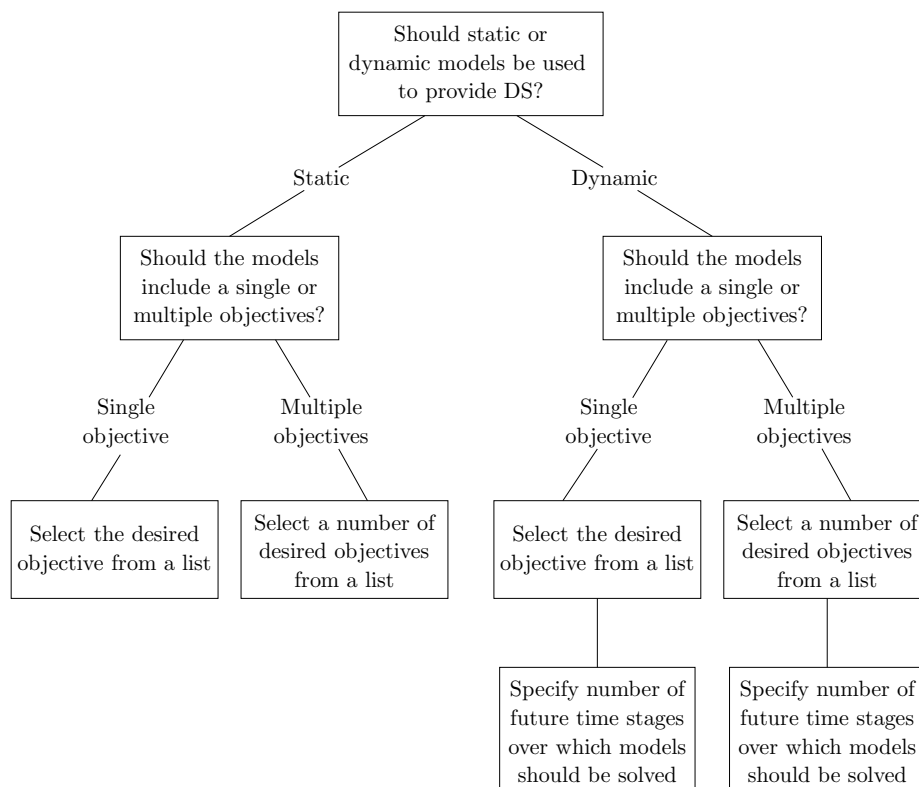 Should static or
dynamic models be used
to provide DS?
Static
Dynamic
Should the models
include a single or
multiple objectives?
Should the models
include a single or
multiple objectives?
Single
objective
Multiple
objectives
Single
objective
Multiple
objectives
Select the desired
objective from a list
Select a number of
desired objectives
from a list
Select the desired
objective from a list
Select a number of
desired objectives
from a list
Specify number of
future time stages
over which models
should be solved
Specify number of
future time stages
over which models
should be solved